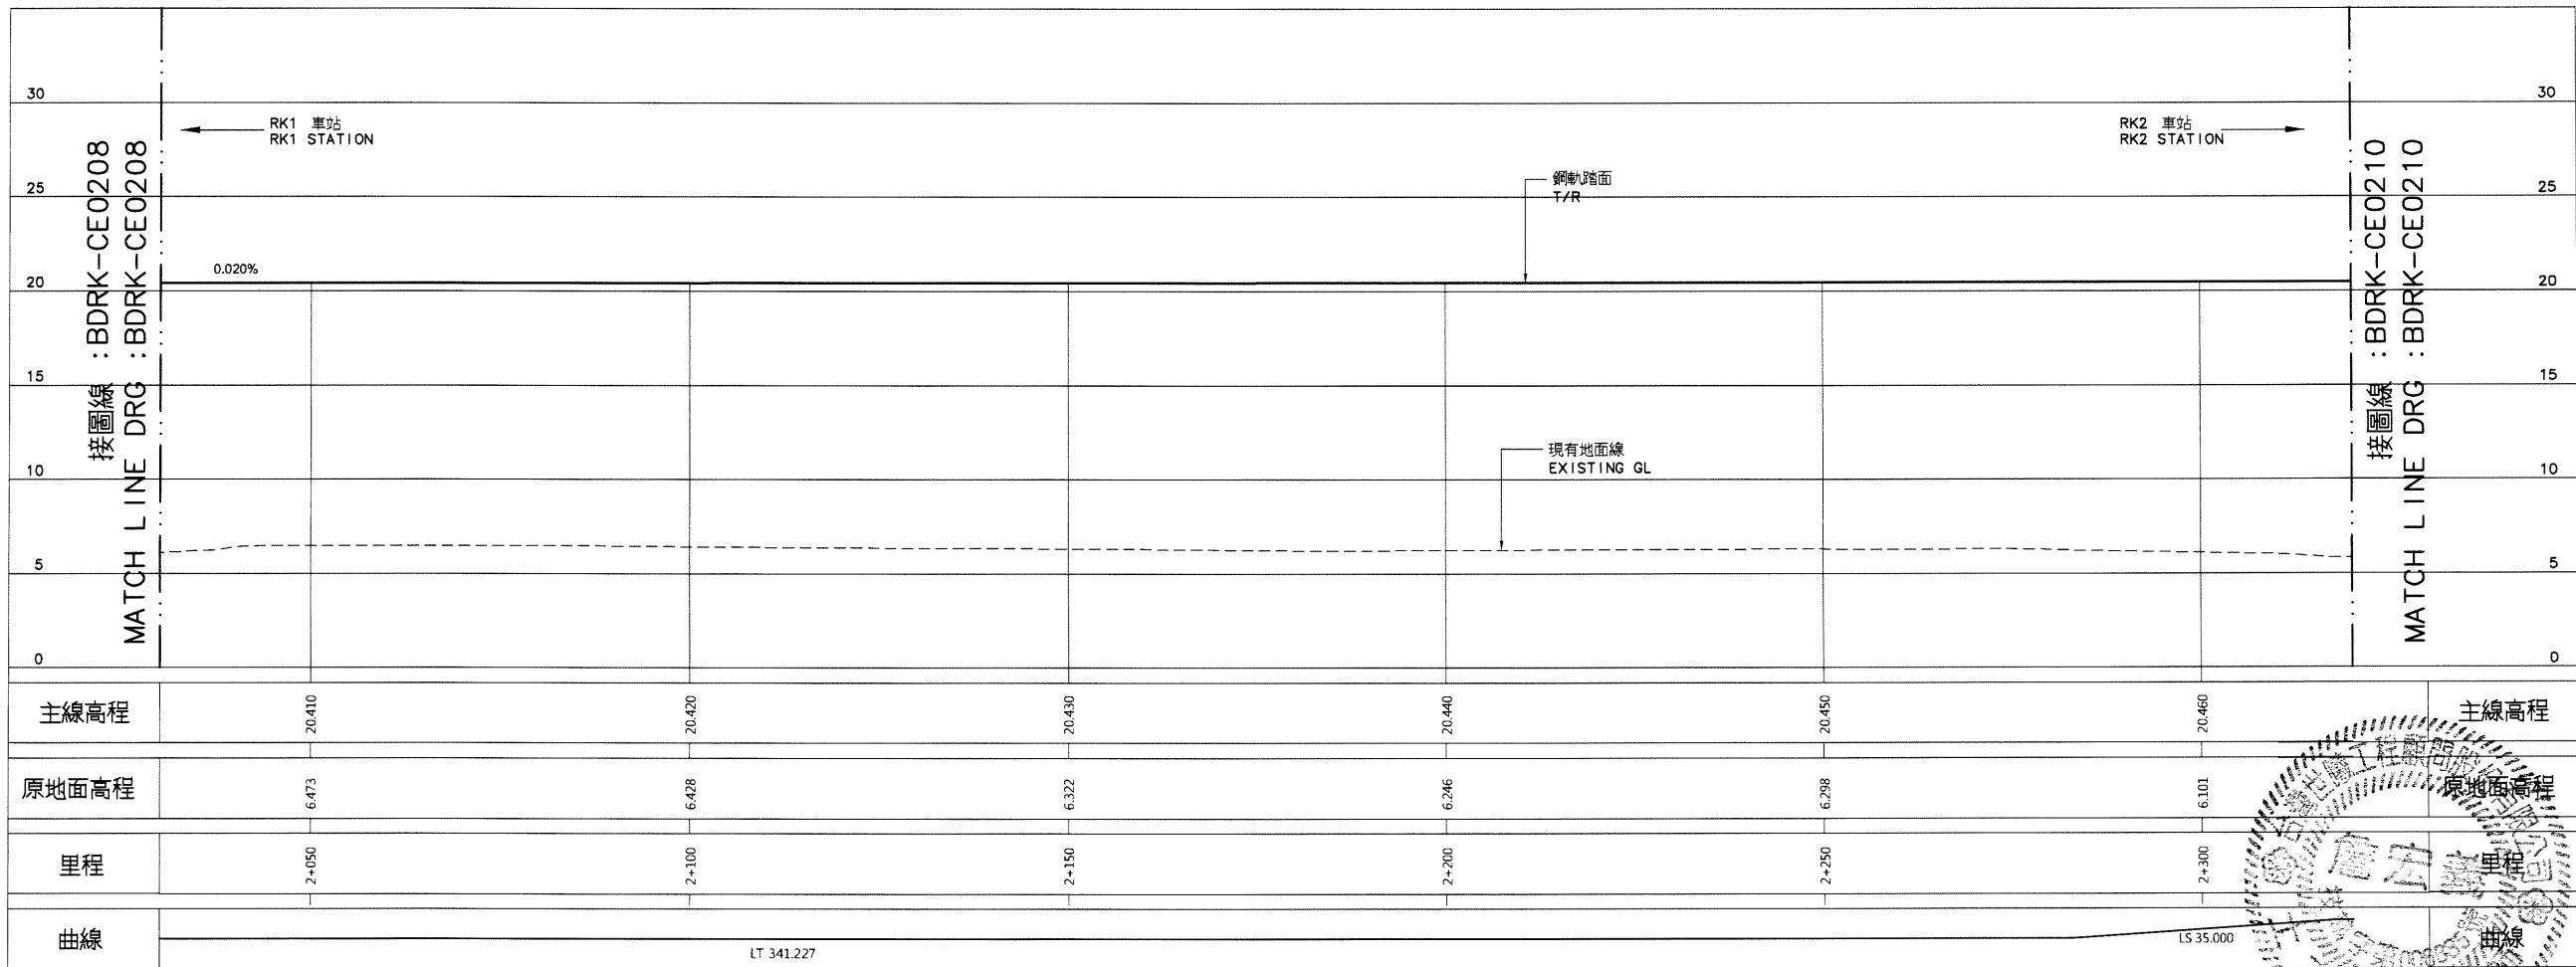 30
25
20
15
10
5
0
接圖線 :BDRK-CE0208
MATCH LINE DRG :BDRK-CE0208
RK1 車站
RK1 STATION
0.020%
鋼軌踏面
T/R
現有地面線
EXISTING GL
RK2 車站
RK2 STATION
接圖線 :BDRK-CE0210
MATCH LINE DRG :BDRK-CE0210
30
25
20
15
10
5
0
主線高程 20.410 20.420 20.430 20.440 20.450 20.460 主線高程
原地面高程 6.473 6.428 6.322 6.246 6.298 6.101 原地面高程
里程 2+050 2+100 2+150 2+200 2+250 2+300 里程
曲線 LT 341.227 LS 35.000 曲線